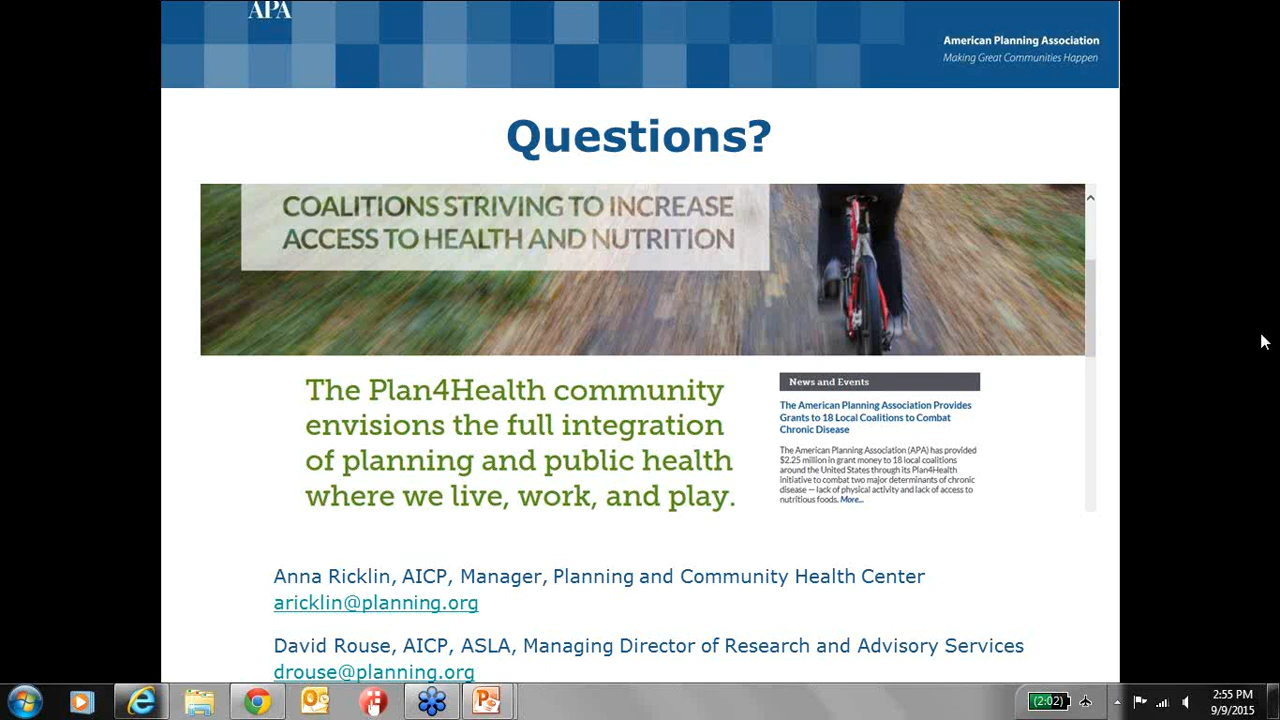 APA
American Planning Association
Making Great Communities Happen
Questions?
COALITIONS STRIVING TO INCREASE
ACCESS TO HEALTH AND NUTRITION
The Plan4Health community
envisions the full integration
of planning and public health
where we live, work, and play.
News and Events
The American Planning Association Provides
Grants to 18 Local Coalitions to Combat
Chronic Disease
The American Planning Association (APA) has provided
$2.25 million in grant money to 18 local coalitions
around the United States through its Plan4Health
initiative to combat two major determinants of chronic
disease — lack of physical activity and lack of access to
nutritious foods. More...
Anna Ricklin, AICP, Manager, Planning and Community Health Center
aricklin@planning.org
David Rouse, AICP, ASLA, Managing Director of Research and Advisory Services
drouse@planning.org
(2:02)
2:55 PM
9/9/2015